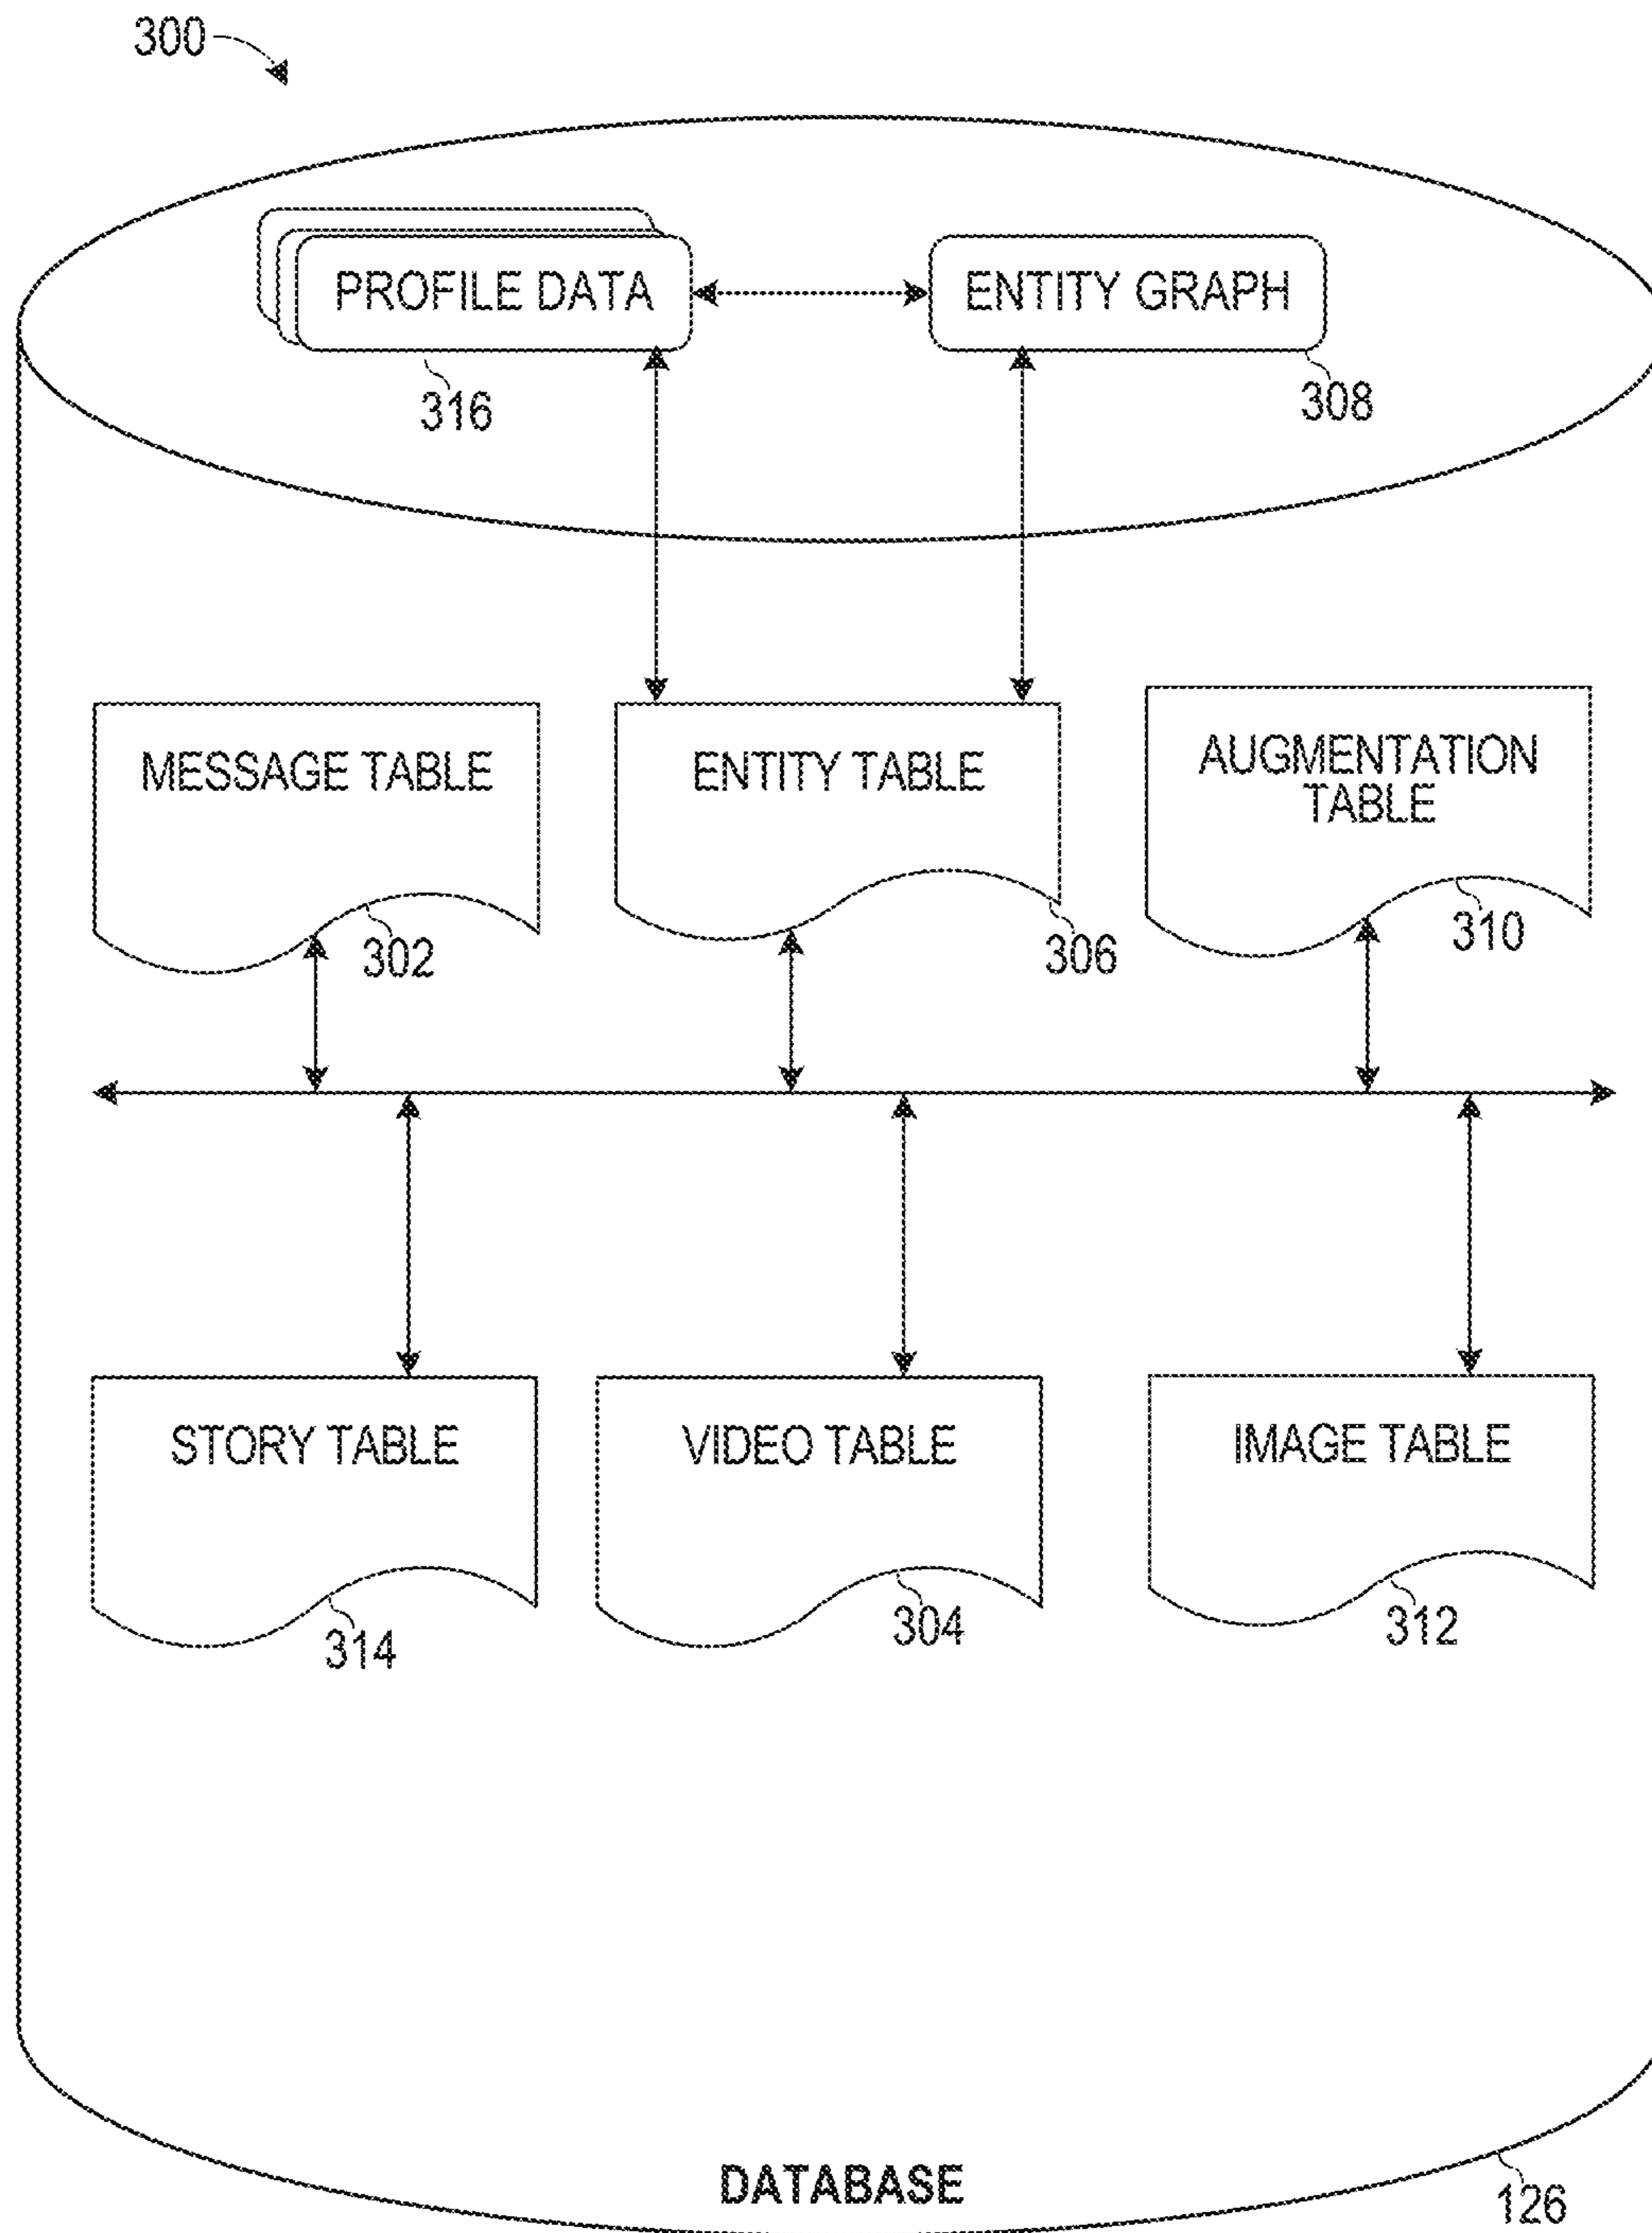 300
PROFILE DATA
ENTITY GRAPH
316
308
MESSAGE TABLE
ENTITY TABLE
AUGMENTATION
TABLE
302
306
310
STORY TABLE
VIDEO TABLE
IMAGE TABLE
314
304
312
DATABASE
126